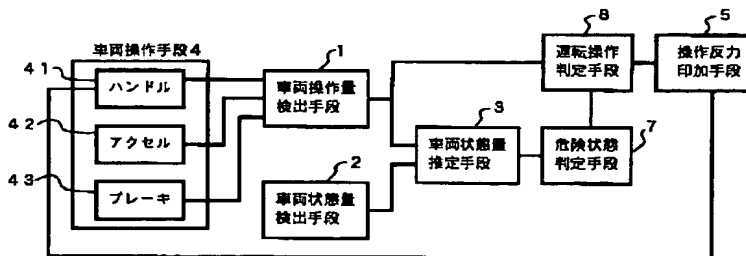 車両操作手段4
41
ハンドル
42
アクセル
43
ブレーキ
1
車両操作量
検出手段
2
車両状態量
検出手段
3
車両状態量
推定手段
8
運転操作
判定手段
7
危険状態
判定手段
5
操作反力
印加手段